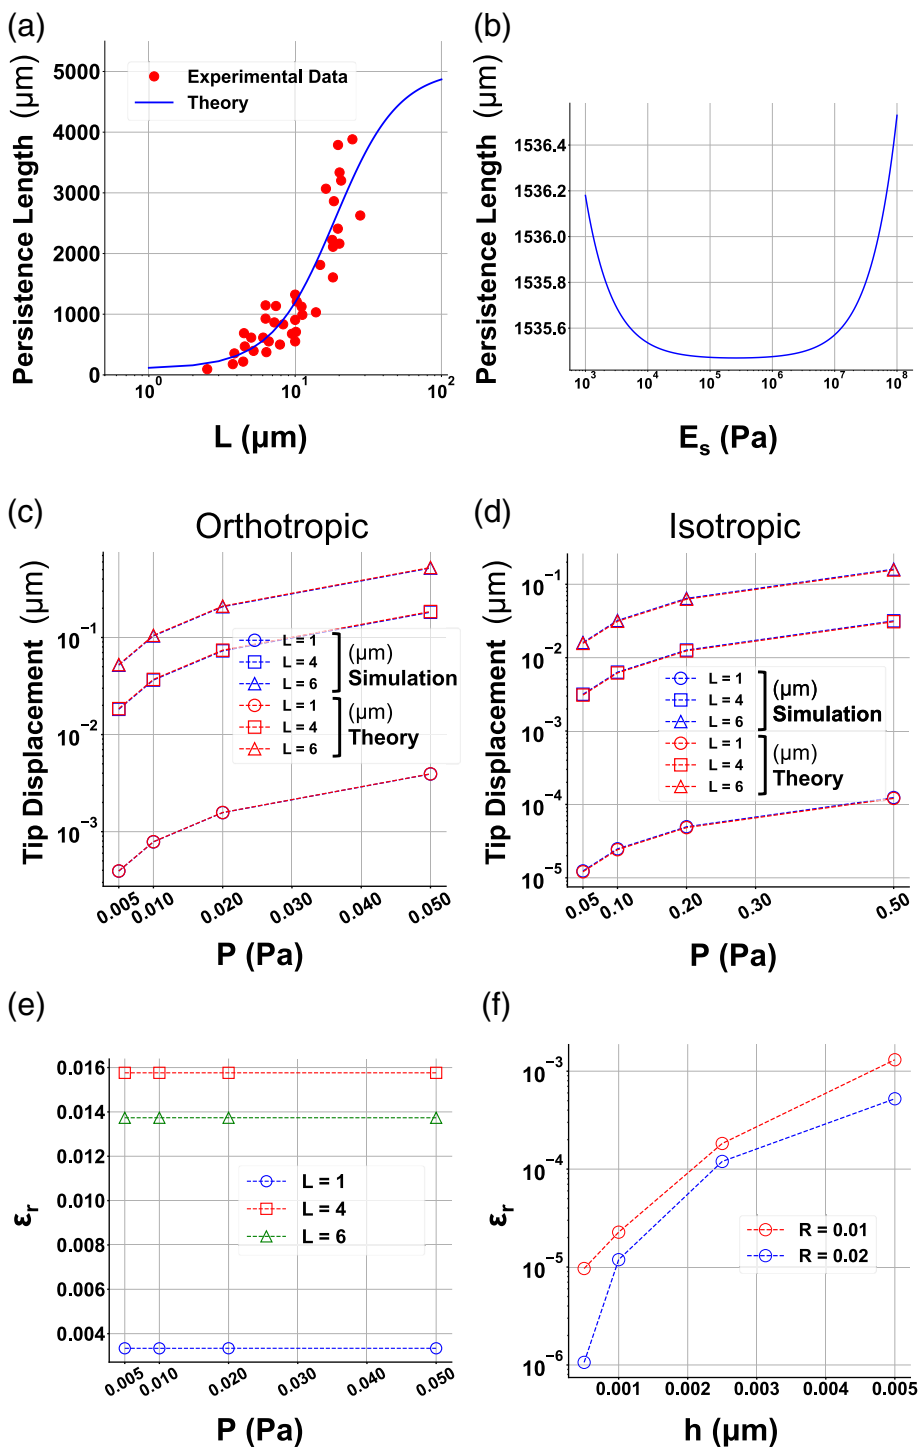 (a)
Persistence Length (μm)
5000
4000
3000
2000
1000
0
Experimental Data
Theory
10⁰
10¹
10²
L (μm)
(b)
Persistence Length (μm)
1536.4
1536.2
1536.0
1535.8
1535.6
10³
10⁴
10⁵
10⁶
10⁷
10⁸
Eₛ (Pa)
(c)
Orthotropic
Tip Displacement (μm)
10⁻¹
10⁻²
10⁻³
L = 1
L = 4
L = 6
(μm)
Simulation
L = 1
L = 4
L = 6
(μm)
Theory
0.005
0.010
0.020
0.030
0.040
0.050
P (Pa)
(d)
Isotropic
Tip Displacement (μm)
10⁻¹
10⁻²
10⁻³
10⁻⁴
10⁻⁵
L = 1
L = 4
L = 6
(μm)
Simulation
L = 1
L = 4
L = 6
(μm)
Theory
0.05
0.10
0.20
0.30
0.50
P (Pa)
(e)
εᵣ
0.016
0.014
0.012
0.010
0.008
0.006
0.004
L = 1
L = 4
L = 6
0.005
0.010
0.020
0.030
0.040
0.050
P (Pa)
(f)
εᵣ
10⁻³
10⁻⁴
10⁻⁵
10⁻⁶
R = 0.01
R = 0.02
0.001
0.002
0.003
0.004
0.005
h (μm)